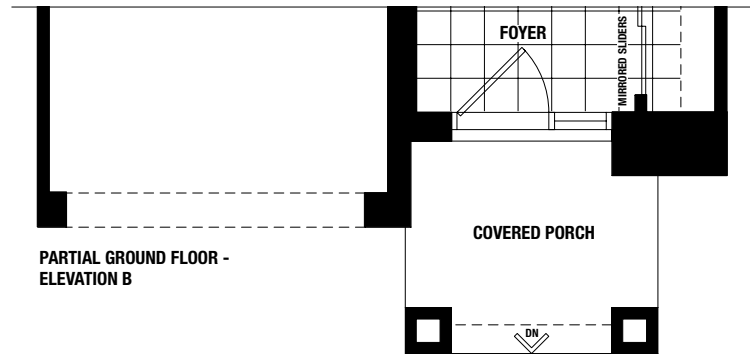 FOYER
MIRRORED SLIDERS
COVERED PORCH
PARTIAL GROUND FLOOR -
ELEVATION B
DN